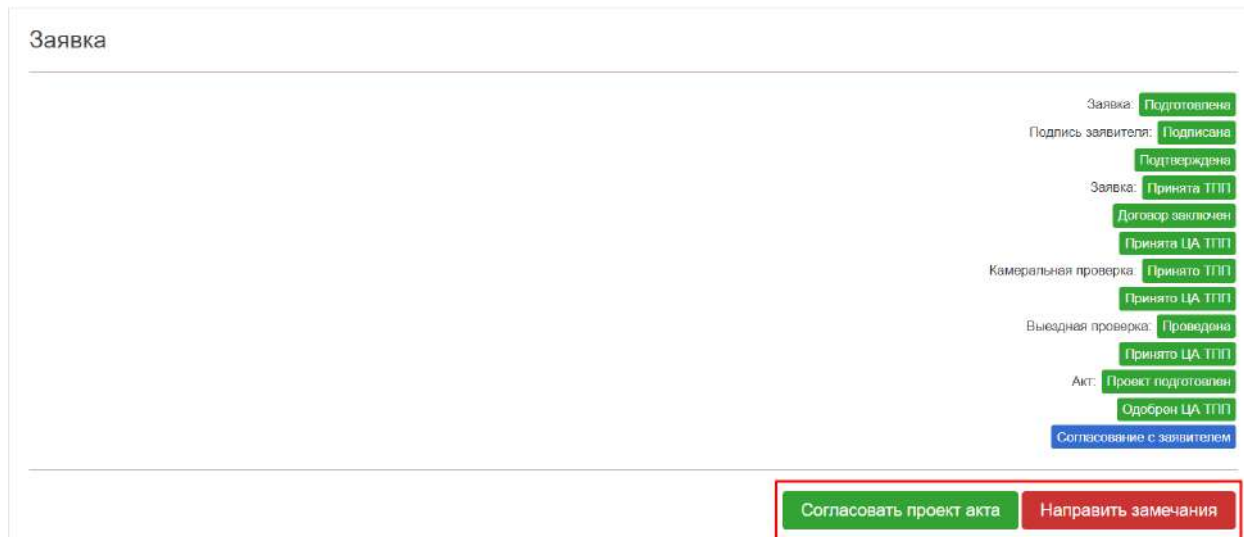 Заявка
Заявка: Подготовлена
Подпись заявителя: Подписана
Подтверждена
Заявка: Принята ТПП
Договор заключен
Принята ЦА ТПП
Камеральная проверка: Принято ТПП
Принято ЦА ТПП
Выездная проверка: Проведена
Принято ЦА ТПП
Акт: Проект подготовлен
Одобрен ЦА ТПП
Согласование с заявителем
Согласовать проект акта Направить замечания